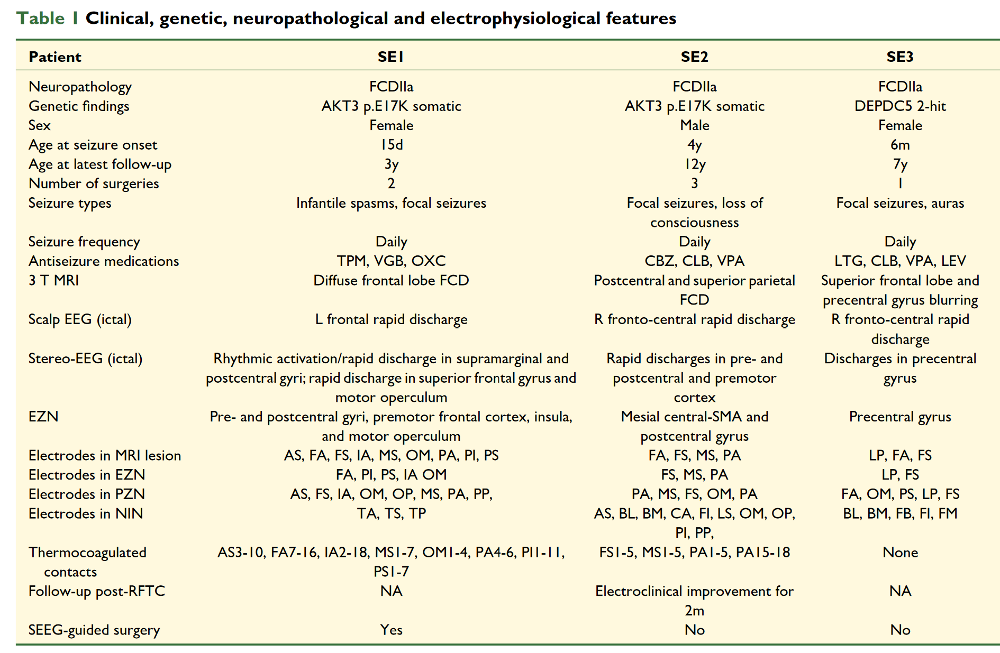 Table 1 Clinical, genetic, neuropathological and electrophysiological features
Patient SE1 SE2 SE3
Neuropathology FCDIIa FCDIIa FCDIIa
Genetic findings AKT3 p.E17K somatic AKT3 p.E17K somatic DEPDC5 2-hit
Sex Female Male Female
Age at seizure onset 15d 4y 6m
Age at latest follow-up 3y 12y 7y
Number of surgeries 2 3 1
Seizure types Infantile spasms, focal seizures Focal seizures, loss of Focal seizures, auras
consciousness
Seizure frequency Daily Daily Daily
Antiseizure medications TPM, VGB, OXC CBZ, CLB, VPA LTG, CLB, VPA, LEV
3 T MRI Diffuse frontal lobe FCD Postcentral and superior parietal Superior frontal lobe and
FCD precentral gyrus blurring
Scalp EEG (ictal) L frontal rapid discharge R fronto-central rapid discharge R fronto-central rapid
discharge
Stereo-EEG (ictal) Rhythmic activation/rapid discharge in supramarginal and Rapid discharges in pre- and Discharges in precentral
postcentral gyri; rapid discharge in superior frontal gyrus and postcentral and premotor gyrus
motor operculum cortex
EZN Pre- and postcentral gyri, premotor frontal cortex, insula, Mesial central-SMA and Precentral gyrus
and motor operculum postcentral gyrus
Electrodes in MRI lesion AS, FA, FS, IA, MS, OM, PA, PI, PS FA, FS, MS, PA LP, FA, FS
Electrodes in EZN FA, PI, PS, IA OM FS, MS, PA LP, FS
Electrodes in PZN AS, FS, IA, OM, OP, MS, PA, PP, PA, MS, FS, OM, PA FA, OM, PS, LP, FS
Electrodes in NIN TA, TS, TP AS, BL, BM, CA, FI, LS, OM, OP, BL, BM, FB, FI, FM
PI, PP,
Thermocoagulated AS3-10, FA7-16, IA2-18, MS1-7, OM1-4, PA4-6, PI1-11, FS1-5, MS1-5, PA1-5, PA15-18 None
contacts PS1-7
Follow-up post-RFTC NA Electroclinical improvement for NA
2m
SEEG-guided surgery Yes No No